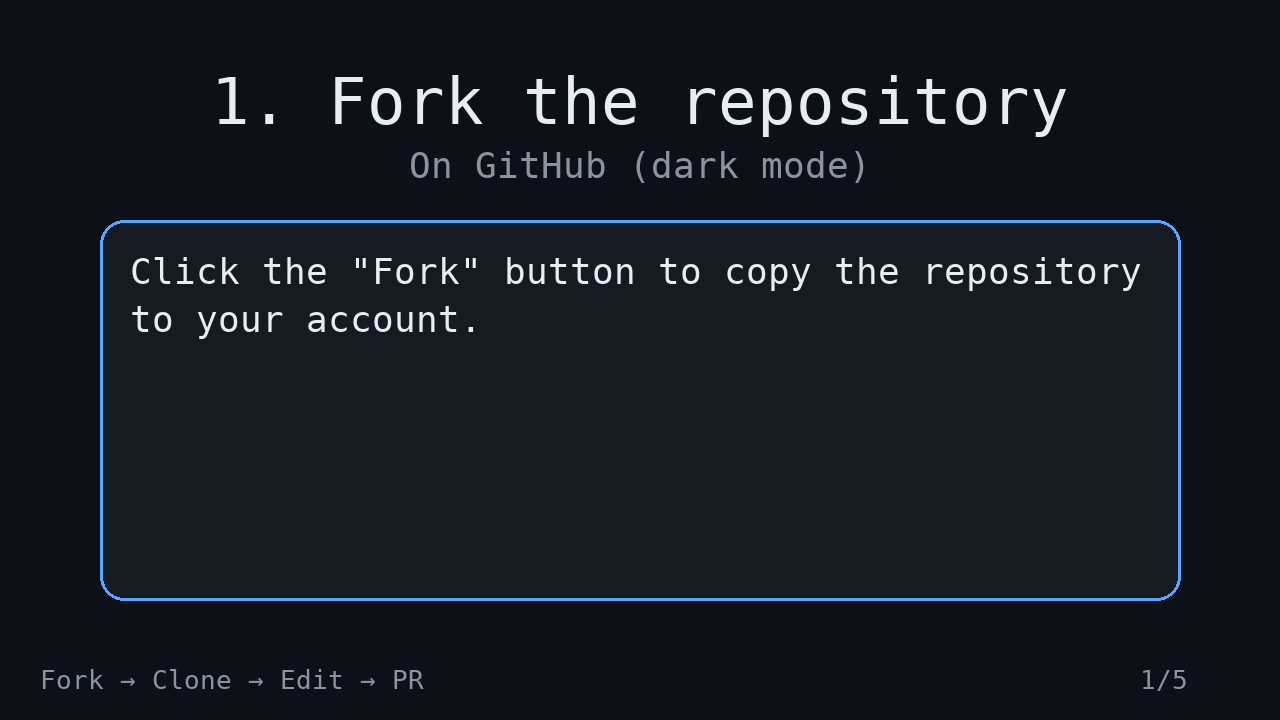 1. Fork the repository
On GitHub (dark mode)
Click the "Fork" button to copy the repository
to your account.
Fork → Clone → Edit → PR
1/5